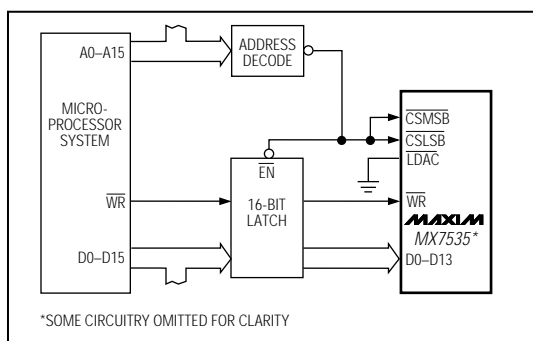 A0–A15
ADDRESS
DECODE
MICRO-
PROCESSOR
SYSTEM
CSMSB
CSLSB
LDAC
EN
WR
16-BIT
LATCH
WR
MAXIM
MX7535*
D0–D15
D0–D13
*SOME CIRCUITRY OMITTED FOR CLARITY